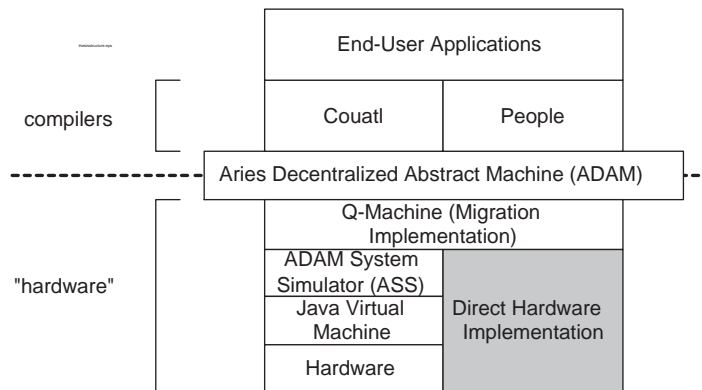 End-User Applications
compilers
Couatl
People
Aries Decentralized Abstract Machine (ADAM)
Q-Machine (Migration
Implementation)
"hardware"
ADAM System
Simulator (ASS)
Java Virtual
Machine
Hardware
Direct Hardware
Implementation